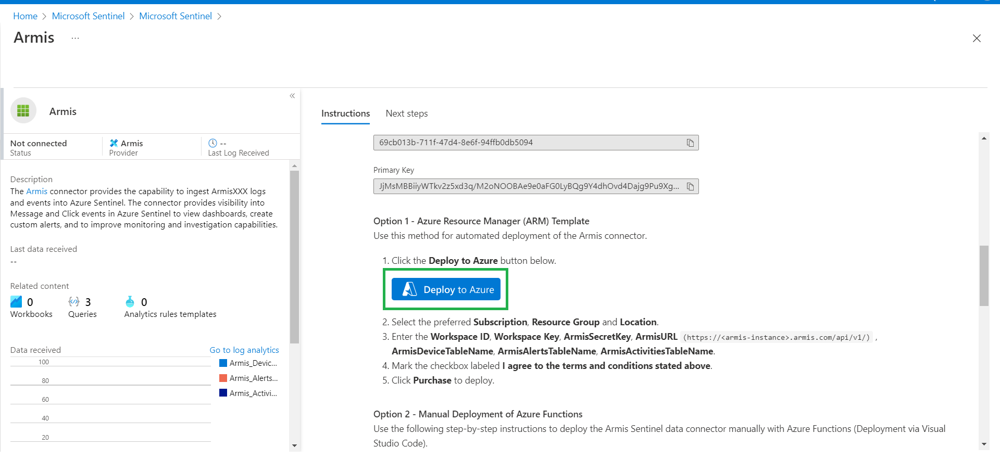 Home > Microsoft Sentinel > Microsoft Sentinel >
Armis ...
Armis
Not connected
Status
Armis
Provider
--
Last Log Received
Description
The Armis connector provides the capability to ingest ArmisXXX logs
and events into Azure Sentinel. The connector provides visibility into
Message and Click events in Azure Sentinel to view dashboards, create
custom alerts, and to improve monitoring and investigation capabilities.
Last data received
--
Related content
0
Workbooks
3
Queries
0
Analytics rules templates
Data received
Go to log analytics
100
80
60
40
20
Armis_Devic...
Armis_Alerts...
Armis_Activi...
Instructions
Next steps
69cb013b-711f-47d4-8e6f-94ffb0db5094
Primary Key
JjMsMBBiiyWTkv2z5xd3q/M2oNOOBAe9e0aFG0LyBQg9Y4dhOvd4Dajg9Pu9Xg...
Option 1 - Azure Resource Manager (ARM) Template
Use this method for automated deployment of the Armis connector.
1. Click the Deploy to Azure button below.
Deploy to Azure
2. Select the preferred Subscription, Resource Group and Location.
3. Enter the Workspace ID, Workspace Key, ArmisSecretKey, ArmisURL (https://<armis-instance>.armis.com/api/v1/) ,
ArmisDeviceTableName, ArmisAlertsTableName, ArmisActivitiesTableName.
4. Mark the checkbox labeled I agree to the terms and conditions stated above.
5. Click Purchase to deploy.
Option 2 - Manual Deployment of Azure Functions
Use the following step-by-step instructions to deploy the Armis Sentinel data connector manually with Azure Functions (Deployment via Visual
Studio Code).